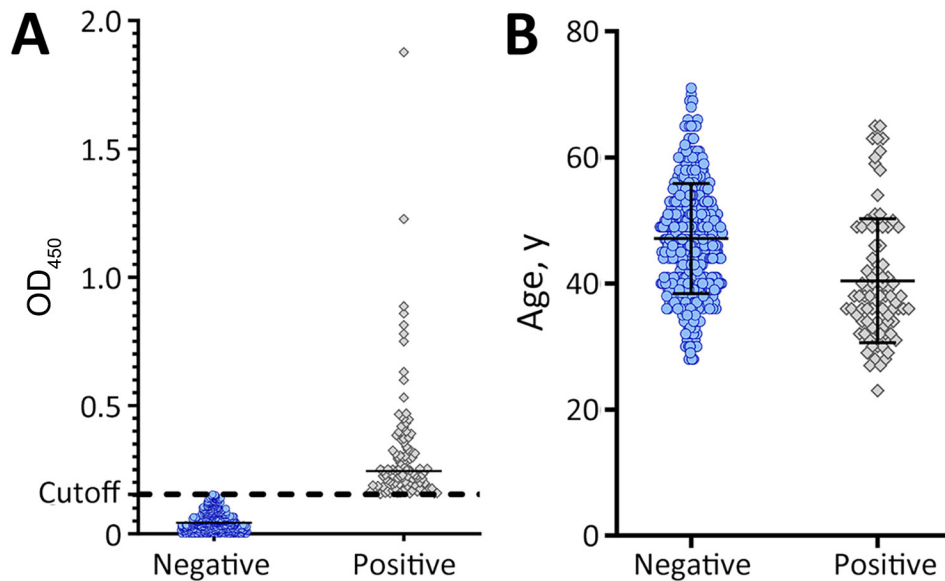 A
2.0
1.5
1.0
0.5
Cutoff
0
OD450
Negative Positive
B
80
60
40
20
0
Age, y
Negative Positive